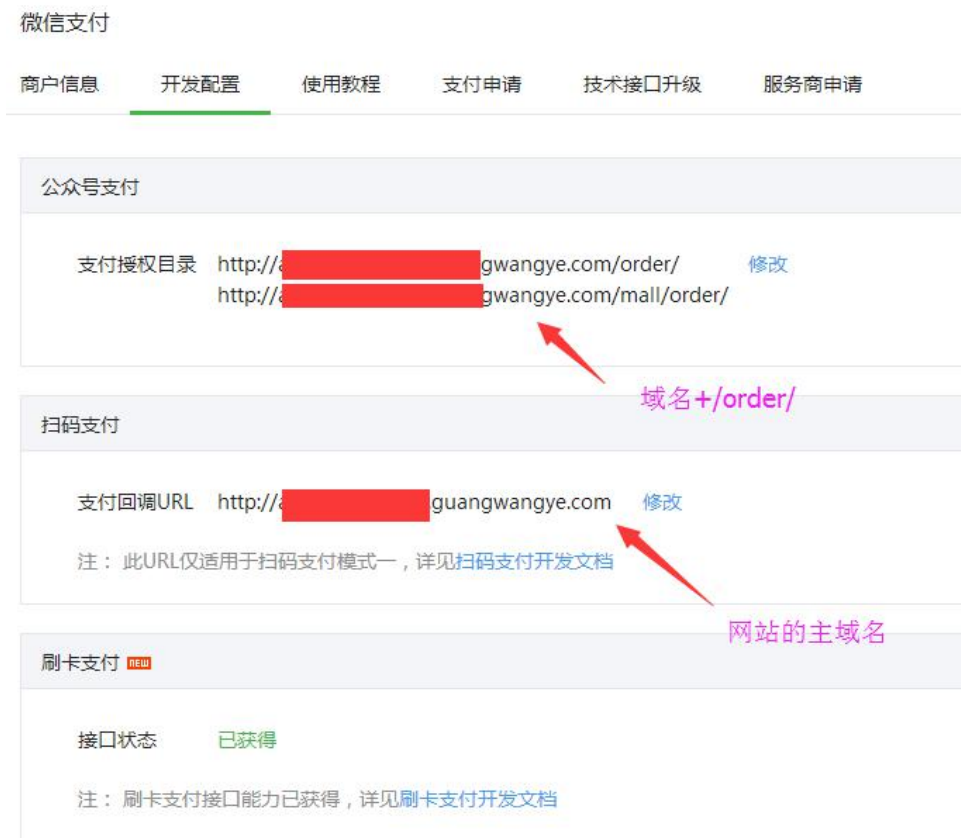 微信支付
商户信息 开发配置 使用教程 支付申请 技术接口升级 服务商申请
公众号支付
支付授权目录 http://a gwangye.com/order/ 修改
http://a gwangye.com/mall/order/
域名+/order/
扫码支付
支付回调URL http://a .guangwangye.com 修改
注： 此URL仅适用于扫码支付模式一，详见扫码支付开发文档
网站的主域名
刷卡支付 NEW
接口状态 已获得
注： 刷卡支付接口能力已获得，详见刷卡支付开发文档